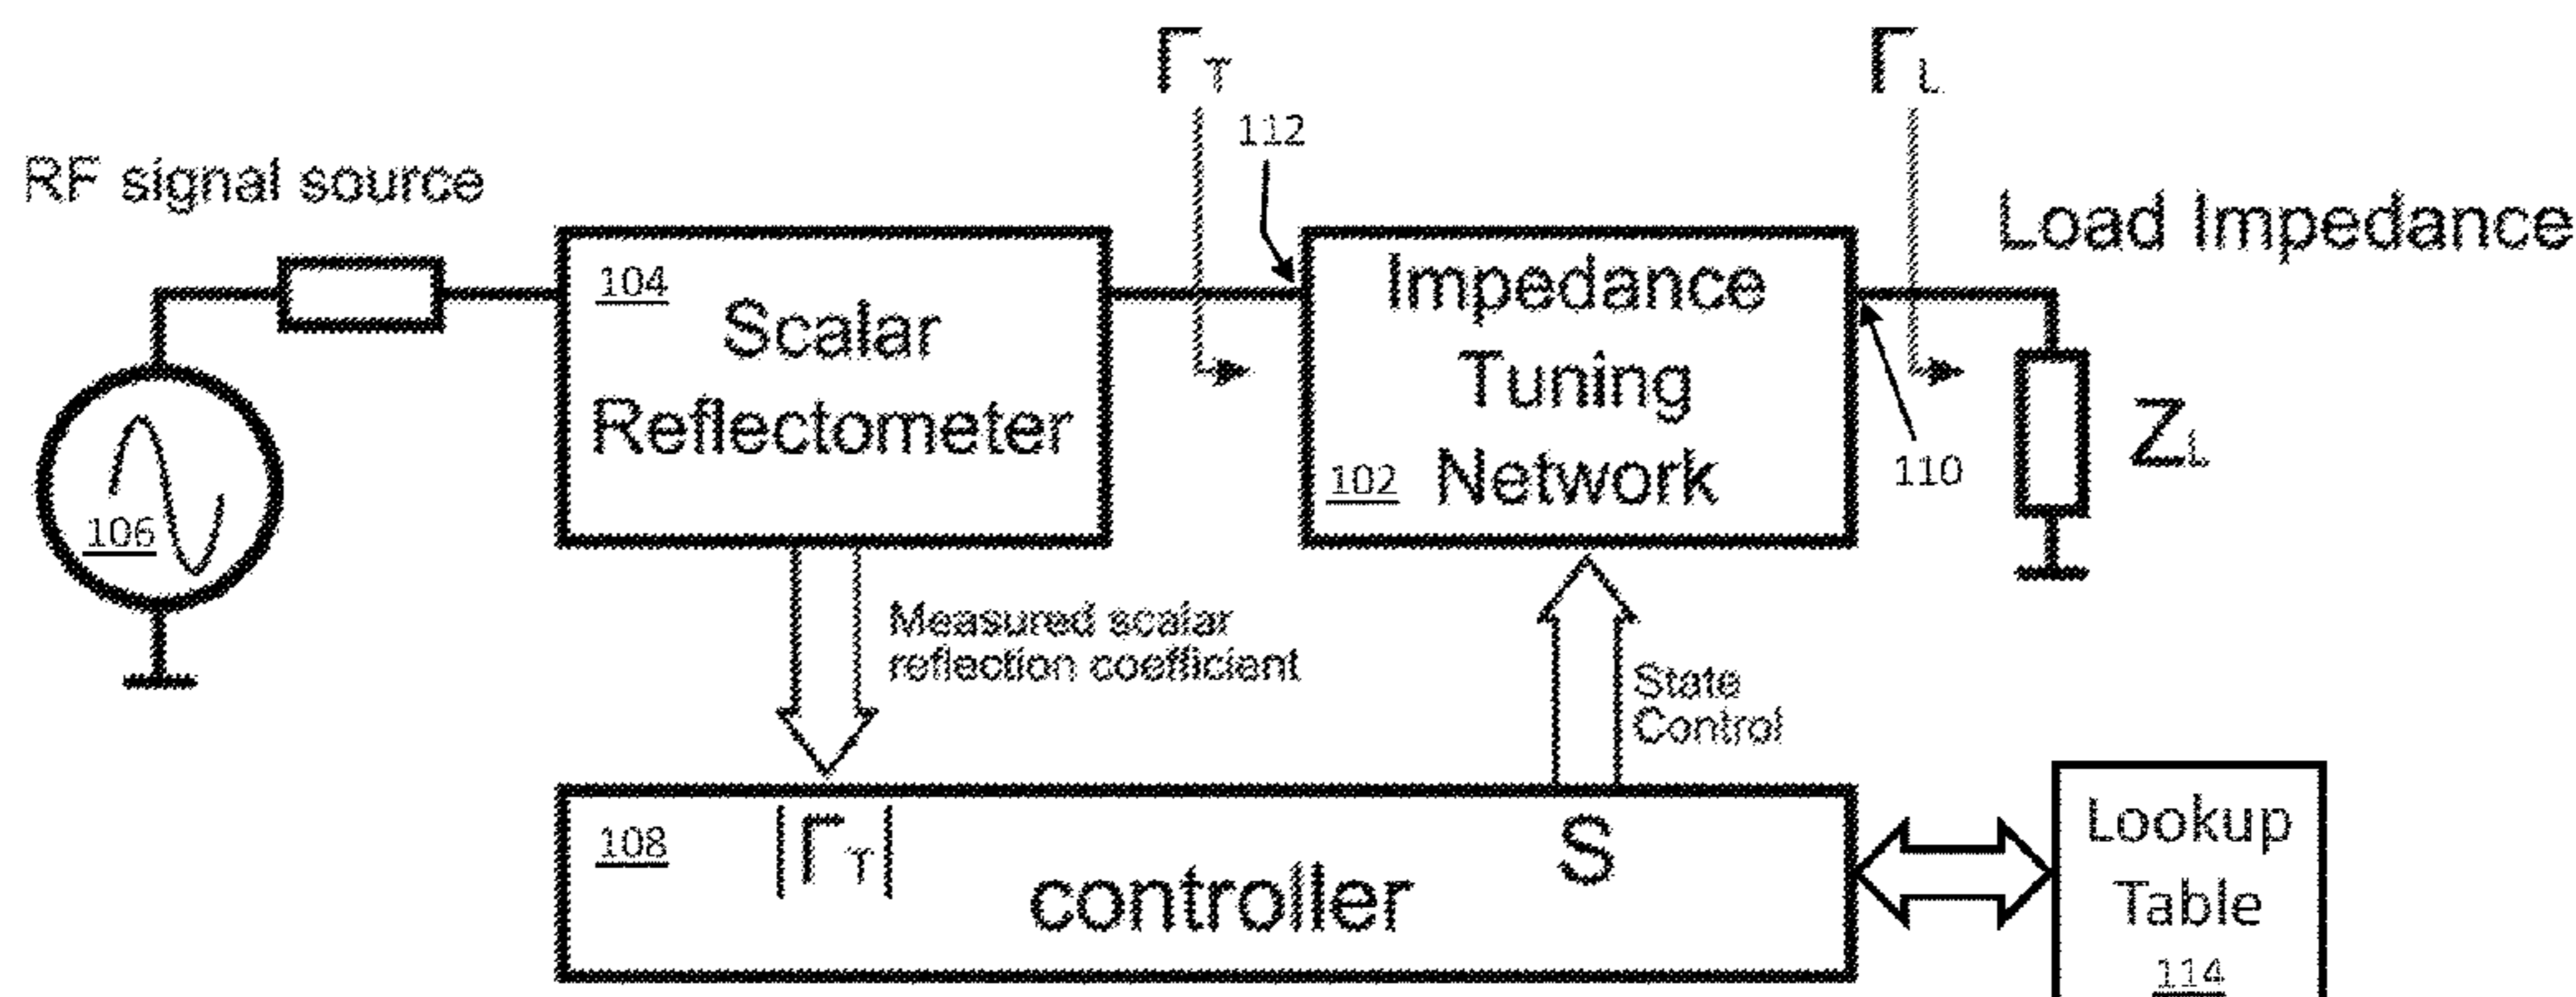 Γ_T
Γ_L
112
RF signal source
Load Impedance
104
Scalar
Reflectometer
Impedance
Tuning
Network
102
106
110
Z_L
Measured scalar
reflection coefficient
State
Control
108
|Γ_T|
S
controller
Lookup
Table
114